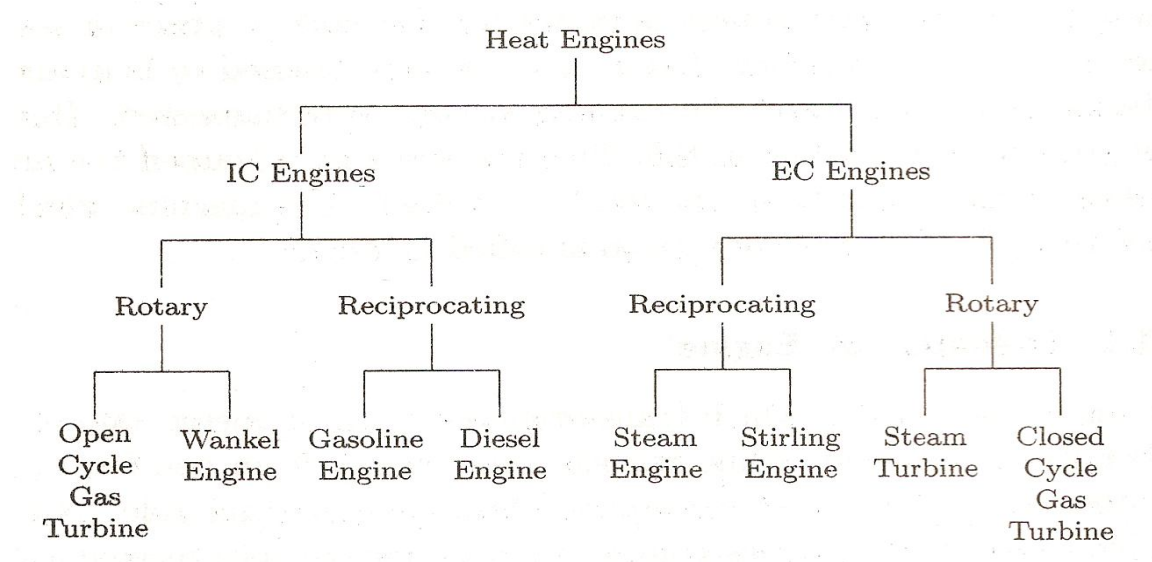 Heat Engines
IC Engines
EC Engines
Rotary
Reciprocating
Reciprocating
Rotary
Open
Cycle
Gas
Turbine
Wankel
Engine
Gasoline
Engine
Diesel
Engine
Steam
Engine
Stirling
Engine
Steam
Turbine
Closed
Cycle
Gas
Turbine